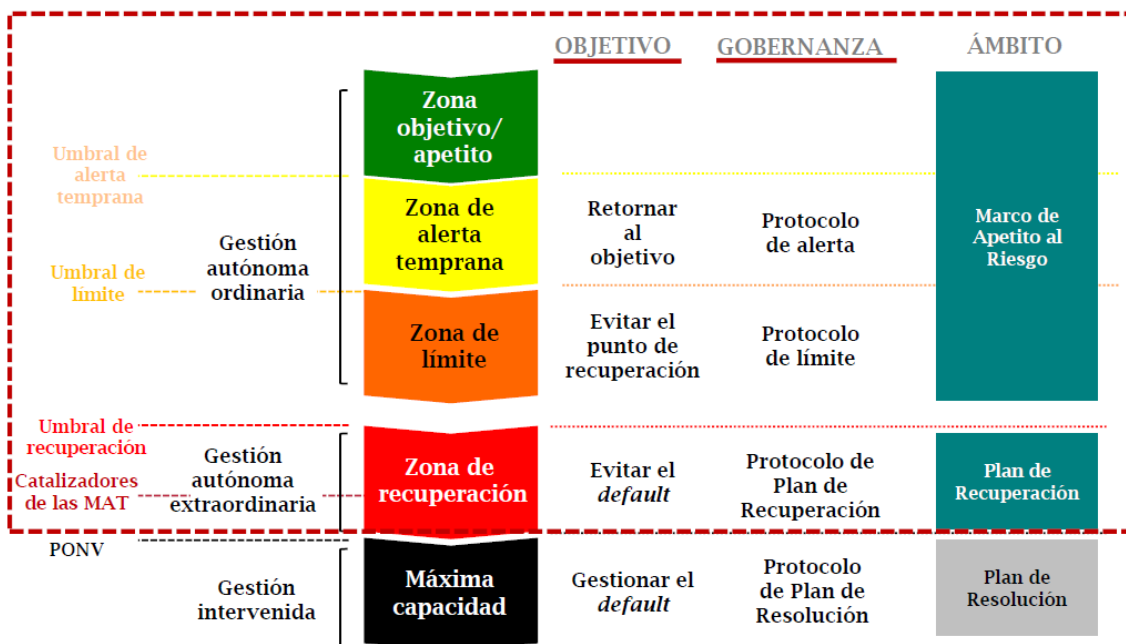 OBJETIVO
GOBERNANZA
ÁMBITO
Zona
objetivo/
apetito
Umbral de
alerta
temprana
Zona de
alerta
temprana
Retornar
al
objetivo
Protocolo
de alerta
Marco de
Apetito al
Riesgo
Gestión
autónoma
ordinaria
Umbral de
límite
Zona de
límite
Evitar el
punto de
recuperación
Protocolo
de límite
Umbral de
recuperación
Catalizadores
de las MAT
Gestión
autónoma
extraordinaria
Zona de
recuperación
Evitar el
default
Protocolo de
Plan de
Recuperación
Plan de
Recuperación
PONV
Gestión
intervenida
Máxima
capacidad
Gestionar el
default
Protocolo
de Plan de
Resolución
Plan de
Resolución